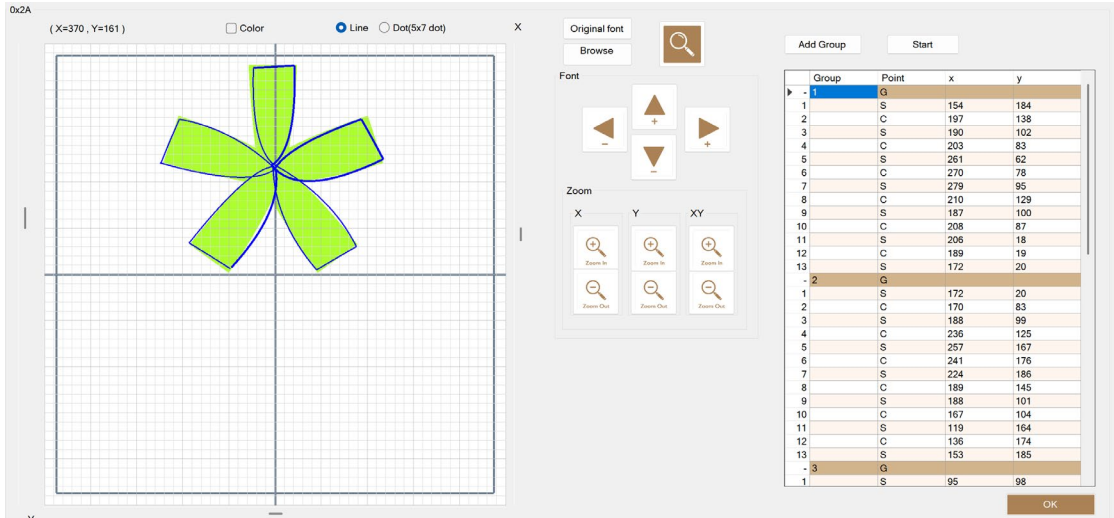 0x2A
( X=370 , Y=161 )
Color
Line
Dot(5x7 dot)
X
Original font
Browse
Font
+
-
+
-
Zoom
X
Y
XY
Zoom In
Zoom In
Zoom In
Zoom Out
Zoom Out
Zoom Out
Add Group
Start
Group Point x y
- 1 G
1 S 154 184
2 C 197 138
3 S 190 102
4 C 203 83
5 S 261 62
6 C 270 78
7 S 279 95
8 C 210 129
9 S 187 100
10 C 208 87
11 S 206 18
12 C 189 19
13 S 172 20
- 2 G
1 S 172 20
2 C 170 83
3 S 188 99
4 C 236 125
5 S 257 167
6 C 241 176
7 S 224 186
8 C 189 145
9 S 188 101
10 C 167 104
11 S 119 164
12 C 136 174
13 S 153 185
- 3 G
1 S 95 98
OK